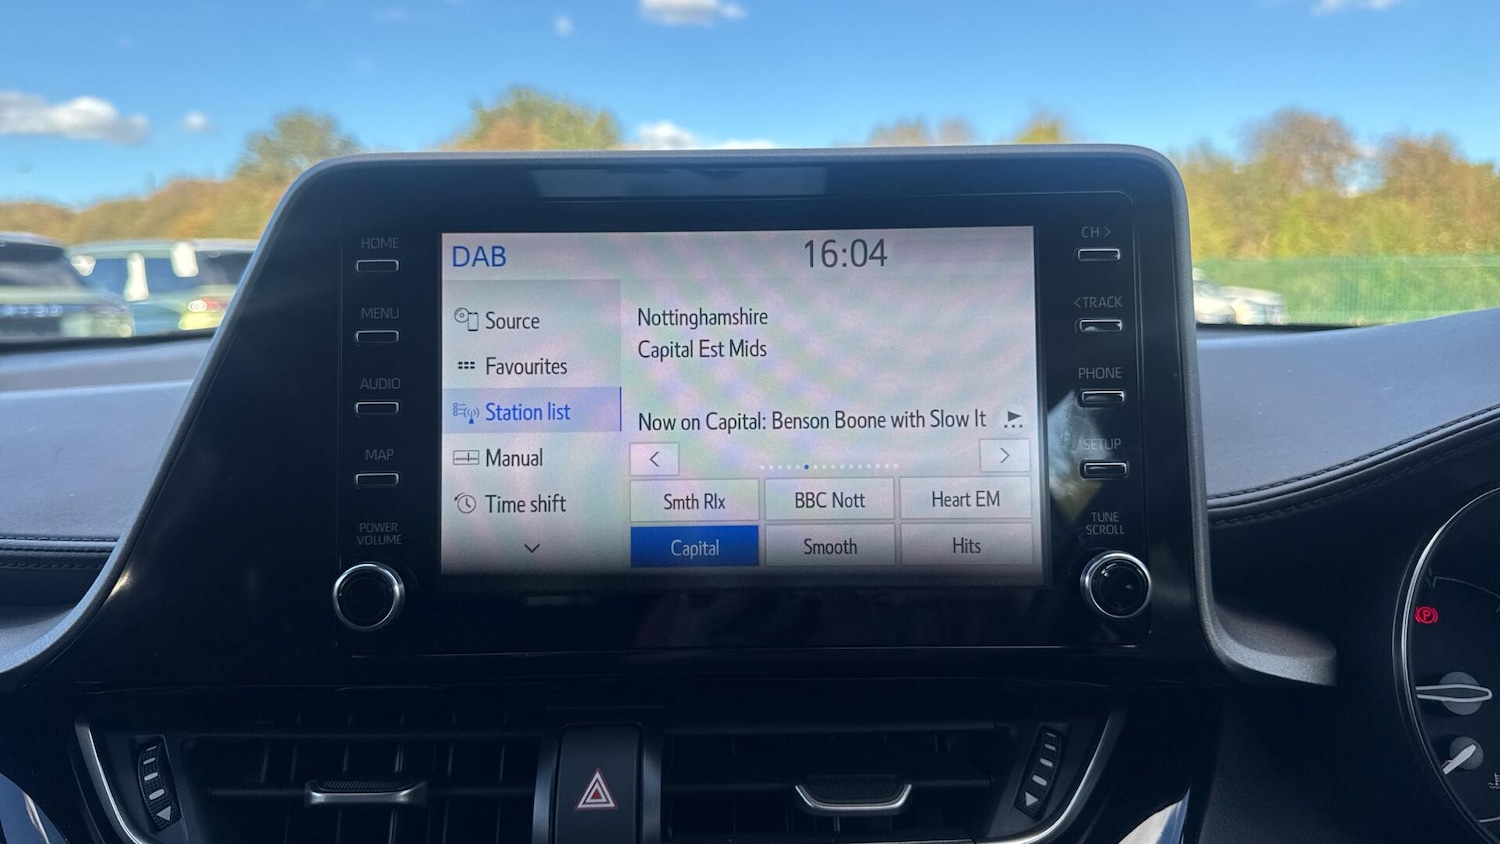 HOME
MENU
AUDIO
MAP
POWER
VOLUME
DAB
16:04
Source
Favourites
Station list
Manual
Time shift
Nottinghamshire
Capital Est Mids
Now on Capital: Benson Boone with Slow It
Smth Rlx
BBC Nott
Heart EM
Capital
Smooth
Hits
CH >
< TRACK
PHONE
SETUP
TUNE
SCROLL
P